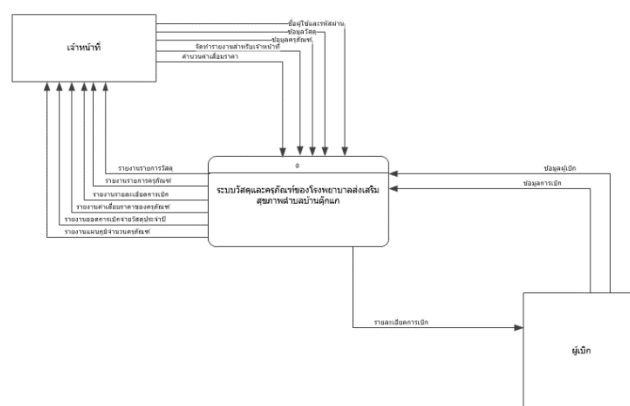 ชื่อผู้ใช้และรหัสผ่าน
ข้อมูลวัสดุ
ข้อมูลครุภัณฑ์
จัดทำรายงานสำหรับเจ้าหน้าที่
คำนวนค่าเสื่อมราคา
เจ้าหน้าที่
รายงานรายการวัสดุ
รายงานรายการครุภัณฑ์
รายงานรายละเอียดการเบิก
รายงานค่าเสื่อมราคาของครุภัณฑ์
รายงานยอดการเบิกจ่ายวัสดุประจำปี
รายงานแผนภูมิจำนวนครุภัณฑ์
0
ระบบวัสดุและครุภัณฑ์ของโรงพยาบาลส่งเสริม
สุขภาพตำบลบ้านตุ๊กแก
ข้อมูลผู้เบิก
ข้อมูลการเบิก
รายละเอียดการเบิก
ผู้เบิก